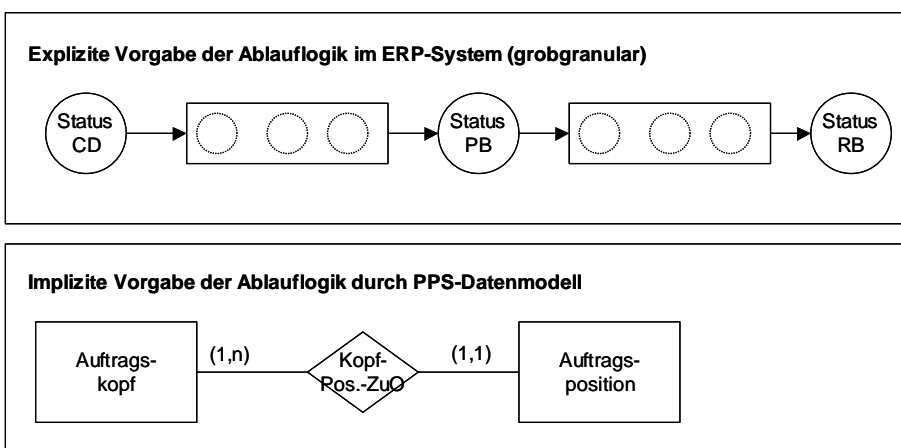 Explizite Vorgabe der Ablauflogik im ERP-System (grobgranular)
Status
CD
Status
PB
Status
RB
Implizite Vorgabe der Ablauflogik durch PPS-Datenmodell
Auftrags-
kopf
(1,n)
Kopf-
Pos.-ZuO
(1,1)
Auftrags-
position